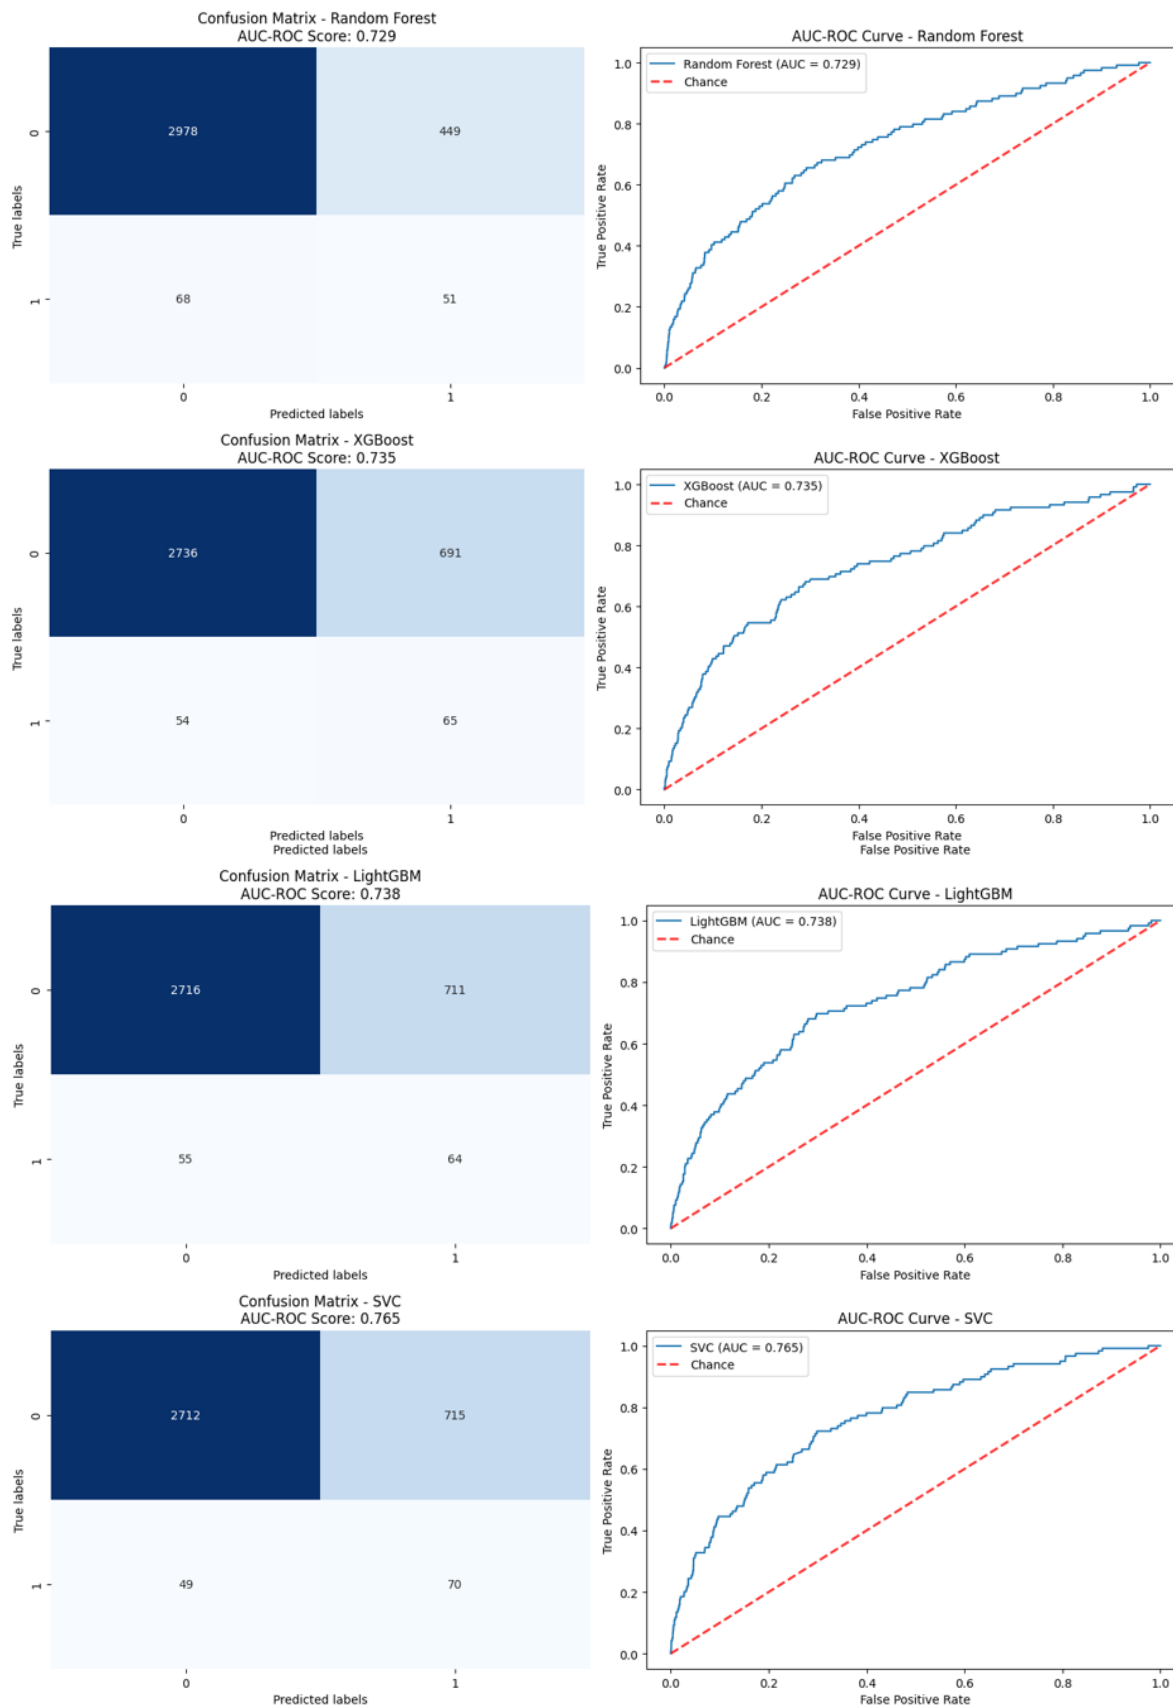 Confusion Matrix - Random Forest
AUC-ROC Score: 0.729
0
2978
449
True labels
1
68
51
0
1
Predicted labels
AUC-ROC Curve - Random Forest
Random Forest (AUC = 0.729)
Chance
1.0
0.8
0.6
0.4
0.2
0.0
True Positive Rate
0.0 0.2 0.4 0.6 0.8 1.0
False Positive Rate
Confusion Matrix - XGBoost
AUC-ROC Score: 0.735
0
2736
691
True labels
1
54
65
0
1
Predicted labels
Predicted labels
AUC-ROC Curve - XGBoost
XGBoost (AUC = 0.735)
Chance
1.0
0.8
0.6
0.4
0.2
0.0
True Positive Rate
0.0 0.2 0.4 0.6 0.8 1.0
False Positive Rate
False Positive Rate
Confusion Matrix - LightGBM
AUC-ROC Score: 0.738
0
2716
711
True labels
1
55
64
0
1
Predicted labels
AUC-ROC Curve - LightGBM
LightGBM (AUC = 0.738)
Chance
1.0
0.8
0.6
0.4
0.2
0.0
True Positive Rate
0.0 0.2 0.4 0.6 0.8 1.0
False Positive Rate
Confusion Matrix - SVC
AUC-ROC Score: 0.765
0
2712
715
True labels
1
49
70
0
1
Predicted labels
AUC-ROC Curve - SVC
SVC (AUC = 0.765)
Chance
1.0
0.8
0.6
0.4
0.2
0.0
True Positive Rate
0.0 0.2 0.4 0.6 0.8 1.0
False Positive Rate